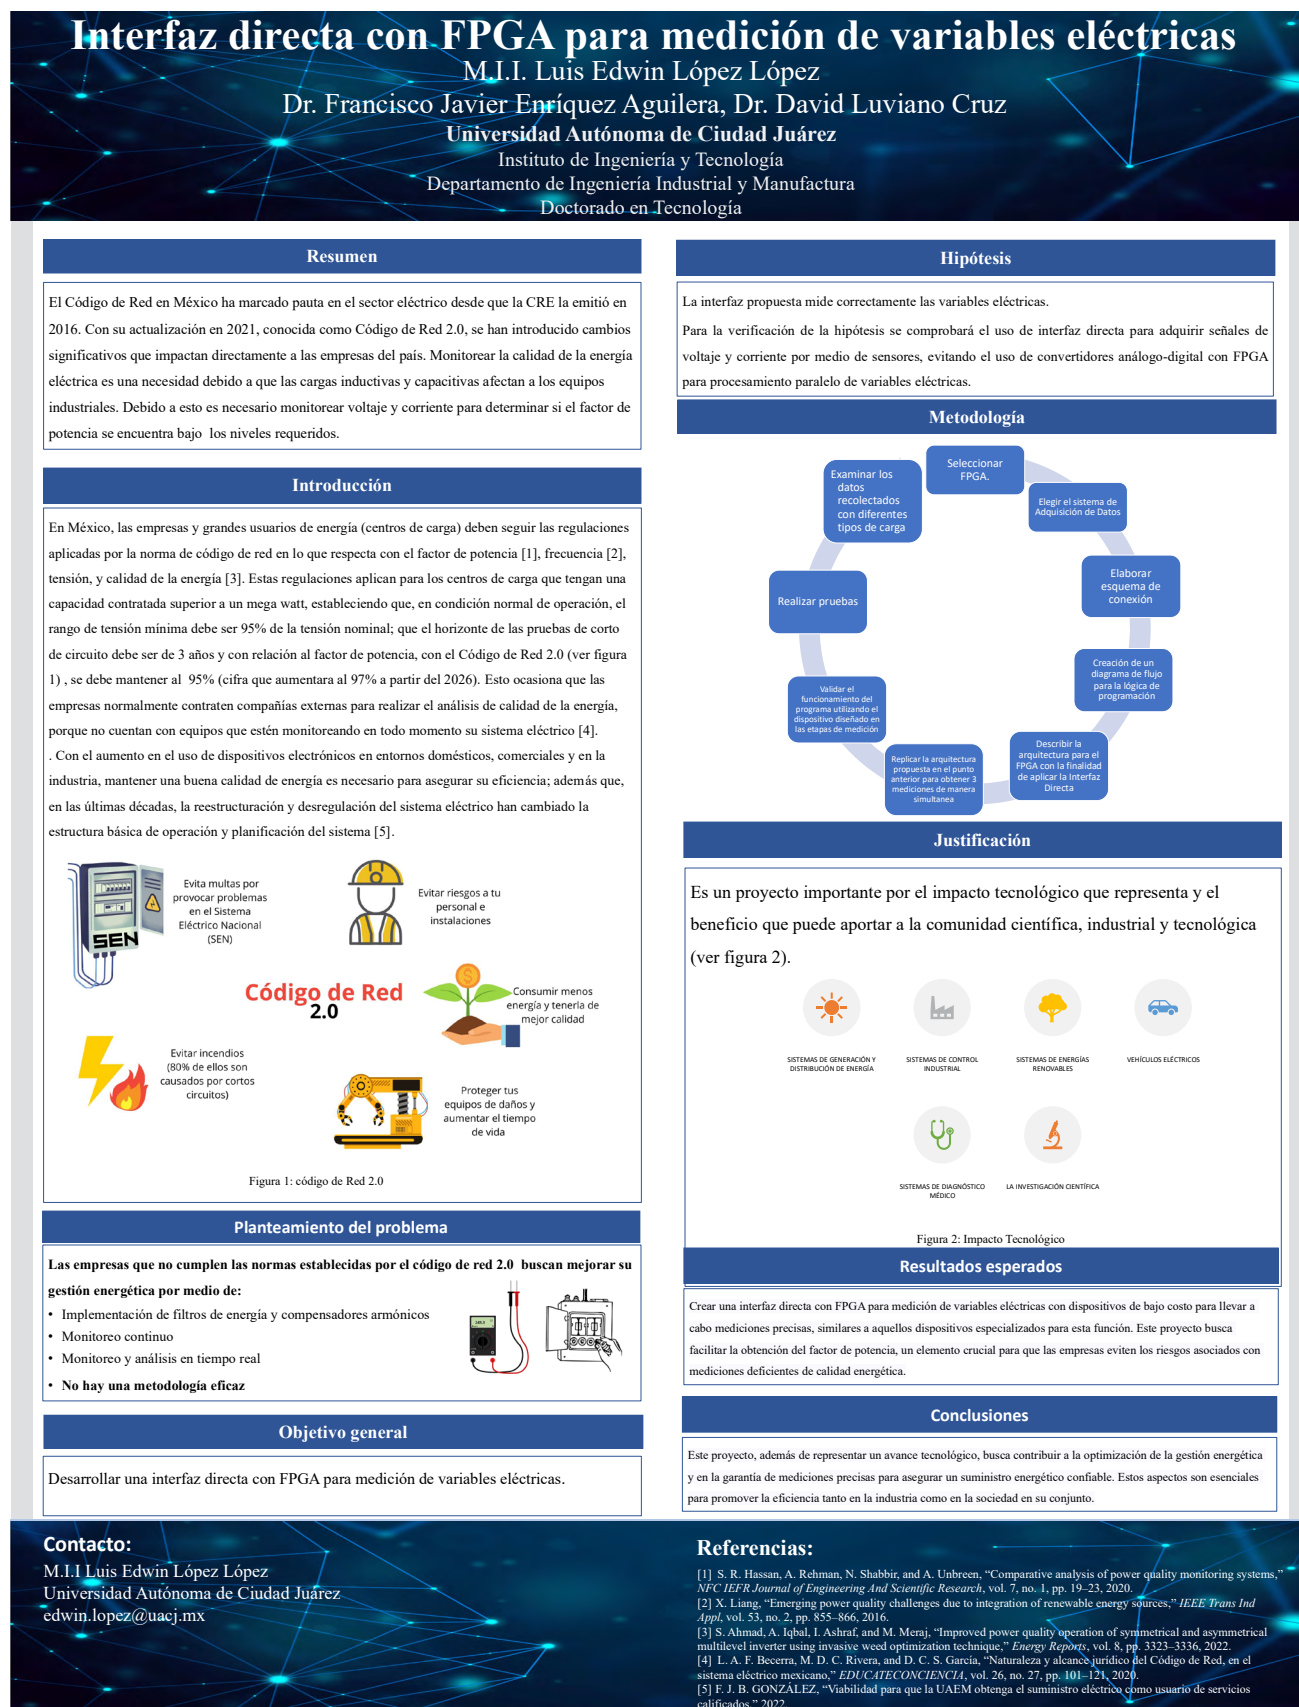 Interfaz directa con FPGA para medición de variables eléctricas
M.I.I. Luis Edwin López López
Dr. Francisco Javier Enríquez Aguilera, Dr. David Luviano Cruz
Universidad Autónoma de Ciudad Juárez
Instituto de Ingeniería y Tecnología
Departamento de Ingeniería Industrial y Manufactura
Doctorado en Tecnología
Resumen
El Código de Red en México ha marcado pauta en el sector eléctrico desde que la CRE la emitió en
2016. Con su actualización en 2021, conocida como Código de Red 2.0, se han introducido cambios
significativos que impactan directamente a las empresas del país. Monitorear la calidad de la energía
eléctrica es una necesidad debido a que las cargas inductivas y capacitivas afectan a los equipos
industriales. Debido a esto es necesario monitorear voltaje y corriente para determinar si el factor de
potencia se encuentra bajo los niveles requeridos.
Introducción
En México, las empresas y grandes usuarios de energía (centros de carga) deben seguir las regulaciones
aplicadas por la norma de código de red en lo que respecta con el factor de potencia [1], frecuencia [2],
tensión, y calidad de la energía [3]. Estas regulaciones aplican para los centros de carga que tengan una
capacidad contratada superior a un mega watt, estableciendo que, en condición normal de operación, el
rango de tensión mínima debe ser 95% de la tensión nominal; que el horizonte de las pruebas de corto
de circuito debe ser de 3 años y con relación al factor de potencia, con el Código de Red 2.0 (ver figura
1) , se debe mantener al 95% (cifra que aumentara al 97% a partir del 2026). Esto ocasiona que las
empresas normalmente contraten compañías externas para realizar el análisis de calidad de la energía,
porque no cuentan con equipos que estén monitoreando en todo momento su sistema eléctrico [4].
. Con el aumento en el uso de dispositivos electrónicos en entornos domésticos, comerciales y en la
industria, mantener una buena calidad de energía es necesario para asegurar su eficiencia; además que,
en las últimas décadas, la reestructuración y desregulación del sistema eléctrico han cambiado la
estructura básica de operación y planificación del sistema [5].
SEN
Evita multas por
provocar problemas
en el Sistema
Eléctrico Nacional
(SEN)
Evitar riesgos a tu
personal e
instalaciones
Código de Red
2.0
Consumir menos
energía y tenerla de
mejor calidad
Evitar incendios
(80% de ellos son
causados por cortos
circuitos)
Proteger tus
equipos de daños y
aumentar el tiempo
de vida
Figura 1: código de Red 2.0
Planteamiento del problema
Las empresas que no cumplen las normas establecidas por el código de red 2.0 buscan mejorar su
gestión energética por medio de:
• Implementación de filtros de energía y compensadores armónicos
• Monitoreo continuo
• Monitoreo y análisis en tiempo real
• No hay una metodología eficaz
Objetivo general
Desarrollar una interfaz directa con FPGA para medición de variables eléctricas.
Hipótesis
La interfaz propuesta mide correctamente las variables eléctricas.
Para la verificación de la hipótesis se comprobará el uso de interfaz directa para adquirir señales de
voltaje y corriente por medio de sensores, evitando el uso de convertidores análogo-digital con FPGA
para procesamiento paralelo de variables eléctricas.
Metodología
Seleccionar
FPGA.
Elegir el sistema de
Adquisición de Datos
Elaborar
esquema de
conexión
Creación de un
diagrama de flujo
para la lógica de
programación
Describir la
arquitectura para el
FPGA con la finalidad
de aplicar la Interfaz
Directa
Replicar la arquitectura
propuesta en el punto
anterior para obtener 3
mediciones de manera
simultanea
Validar el
funcionamiento del
programa utilizando el
dispositivo diseñado en
las etapas de medición
Realizar pruebas
Examinar los
datos
recolectados
con diferentes
tipos de carga
Justificación
Es un proyecto importante por el impacto tecnológico que representa y el
beneficio que puede aportar a la comunidad científica, industrial y tecnológica
(ver figura 2).
SISTEMAS DE GENERACIÓN Y
DISTRIBUCIÓN DE ENERGÍA
SISTEMAS DE CONTROL
INDUSTRIAL
SISTEMAS DE ENERGÍAS
RENOVABLES
VEHÍCULOS ELÉCTRICOS
SISTEMAS DE DIAGNÓSTICO
MÉDICO
LA INVESTIGACIÓN CIENTÍFICA
Figura 2: Impacto Tecnológico
Resultados esperados
Crear una interfaz directa con FPGA para medición de variables eléctricas con dispositivos de bajo costo para llevar a
cabo mediciones precisas, similares a aquellos dispositivos especializados para esta función. Este proyecto busca
facilitar la obtención del factor de potencia, un elemento crucial para que las empresas eviten los riesgos asociados con
mediciones deficientes de calidad energética.
Conclusiones
Este proyecto, además de representar un avance tecnológico, busca contribuir a la optimización de la gestión energética
y en la garantía de mediciones precisas para asegurar un suministro energético confiable. Estos aspectos son esenciales
para promover la eficiencia tanto en la industria como en la sociedad en su conjunto.
Contacto:
M.I.I Luis Edwin López López
Universidad Autónoma de Ciudad Juárez
edwin.lopez@uacj.mx
Referencias:
[1] S. R. Hassan, A. Rehman, N. Shabbir, and A. Unbreen, “Comparative analysis of power quality monitoring systems,”
NFC IEFR Journal of Engineering And Scientific Research, vol. 7, no. 1, pp. 19–23, 2020.
[2] X. Liang, “Emerging power quality challenges due to integration of renewable energy sources,” IEEE Trans Ind
Appl, vol. 53, no. 2, pp. 855–866, 2016.
[3] S. Ahmad, A. Iqbal, I. Ashraf, and M. Meraj, “Improved power quality operation of symmetrical and asymmetrical
multilevel inverter using invasive weed optimization technique,” Energy Reports, vol. 8, pp. 3323–3336, 2022.
[4] L. A. F. Becerra, M. D. C. Rivera, and D. C. S. García, “Naturaleza y alcance jurídico del Código de Red, en el
sistema eléctrico mexicano,” EDUCATECONCIENCIA, vol. 26, no. 27, pp. 101–121, 2020.
[5] F. J. B. GONZÁLEZ, “Viabilidad para que la UAEM obtenga el suministro eléctrico como usuario de servicios
calificados,” 2022.